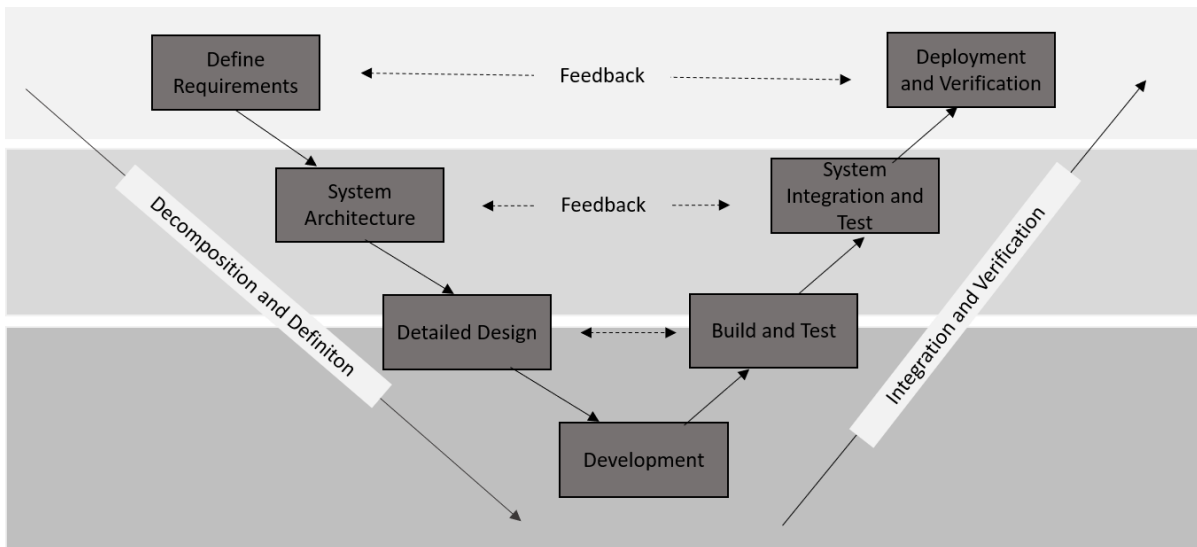 Define
Requirements
Feedback
Deployment
and Verification
System
Architecture
Feedback
System
Integration and
Test
Decomposition and Definiton
Integration and Verification
Detailed Design
Build and Test
Development